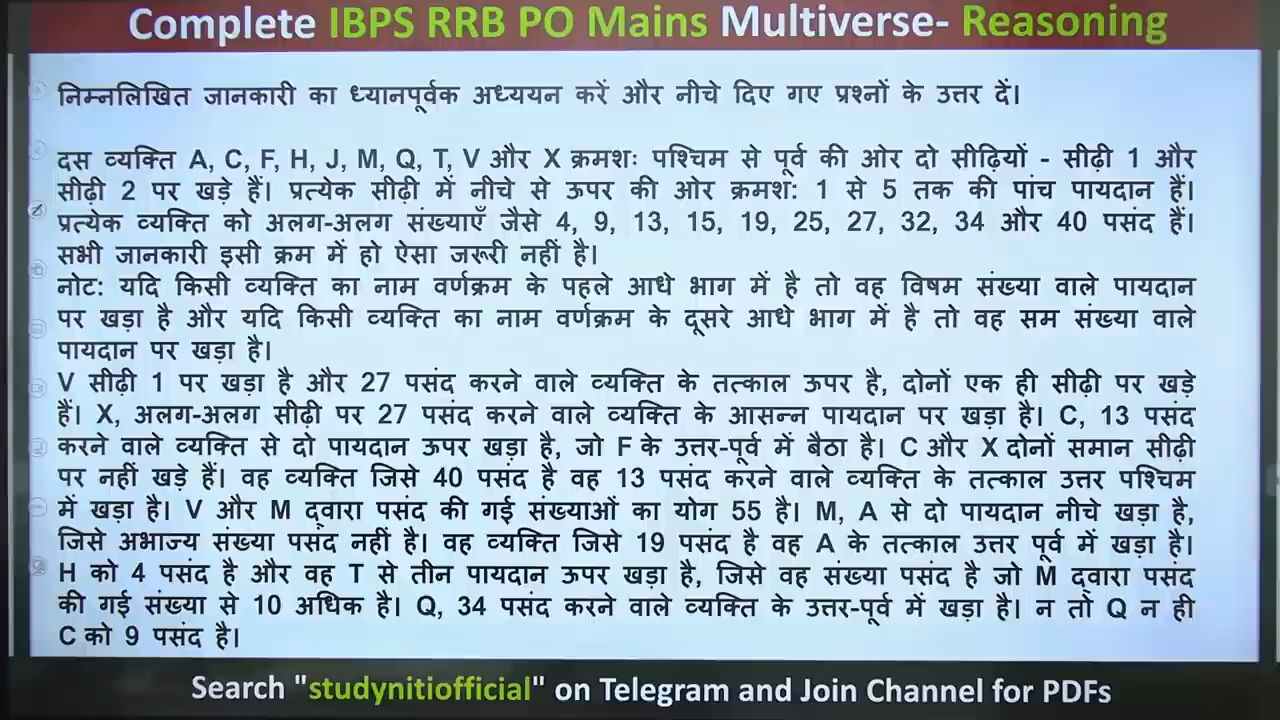 Complete IBPS RRB PO Mains Multiverse- Reasoning
निम्नलिखित जानकारी का ध्यानपूर्वक अध्ययन करें और नीचे दिए गए प्रश्नों के उत्तर दें।
दस व्यक्ति A, C, F, H, J, M, Q, T, V और X क्रमशः पश्चिम से पूर्व की ओर दो सीढ़ियों - सीढ़ी 1 और
सीढ़ी 2 पर खड़े हैं। प्रत्येक सीढ़ी में नीचे से ऊपर की ओर क्रमश: 1 से 5 तक की पांच पायदान हैं।
प्रत्येक व्यक्ति को अलग-अलग संख्याएँ जैसे 4, 9, 13, 15, 19, 25, 27, 32, 34 और 40 पसंद हैं।
सभी जानकारी इसी क्रम में हो ऐसा जरूरी नहीं है।
नोट: यदि किसी व्यक्ति का नाम वर्णक्रम के पहले आधे भाग में है तो वह विषम संख्या वाले पायदान
पर खड़ा है और यदि किसी व्यक्ति का नाम वर्णक्रम के दूसरे आधे भाग में है तो वह सम संख्या वाले
पायदान पर खड़ा है।
V सीढ़ी 1 पर खड़ा है और 27 पसंद करने वाले व्यक्ति के तत्काल ऊपर है, दोनों एक ही सीढ़ी पर खड़े
हैं। X, अलग-अलग सीढ़ी पर 27 पसंद करने वाले व्यक्ति के आसन्न पायदान पर खड़ा है। C, 13 पसंद
करने वाले व्यक्ति से दो पायदान ऊपर खड़ा है, जो F के उत्तर-पूर्व में बैठा है। C और X दोनों समान सीढ़ी
पर नहीं खड़े हैं। वह व्यक्ति जिसे 40 पसंद है वह 13 पसंद करने वाले व्यक्ति के तत्काल उत्तर पश्चिम
में खड़ा है। V और M द्वारा पसंद की गई संख्याओं का योग 55 है। M, A से दो पायदान नीचे खड़ा है,
जिसे अभाज्य संख्या पसंद नहीं है। वह व्यक्ति जिसे 19 पसंद है वह A के तत्काल उत्तर पूर्व में खड़ा है।
H को 4 पसंद है और वह T से तीन पायदान ऊपर खड़ा है, जिसे वह संख्या पसंद है जो M द्वारा पसंद
की गई संख्या से 10 अधिक है। Q, 34 पसंद करने वाले व्यक्ति के उत्तर-पूर्व में खड़ा है। न तो Q न ही
C को 9 पसंद है।
Search "studynitiofficial" on Telegram and Join Channel for PDFs